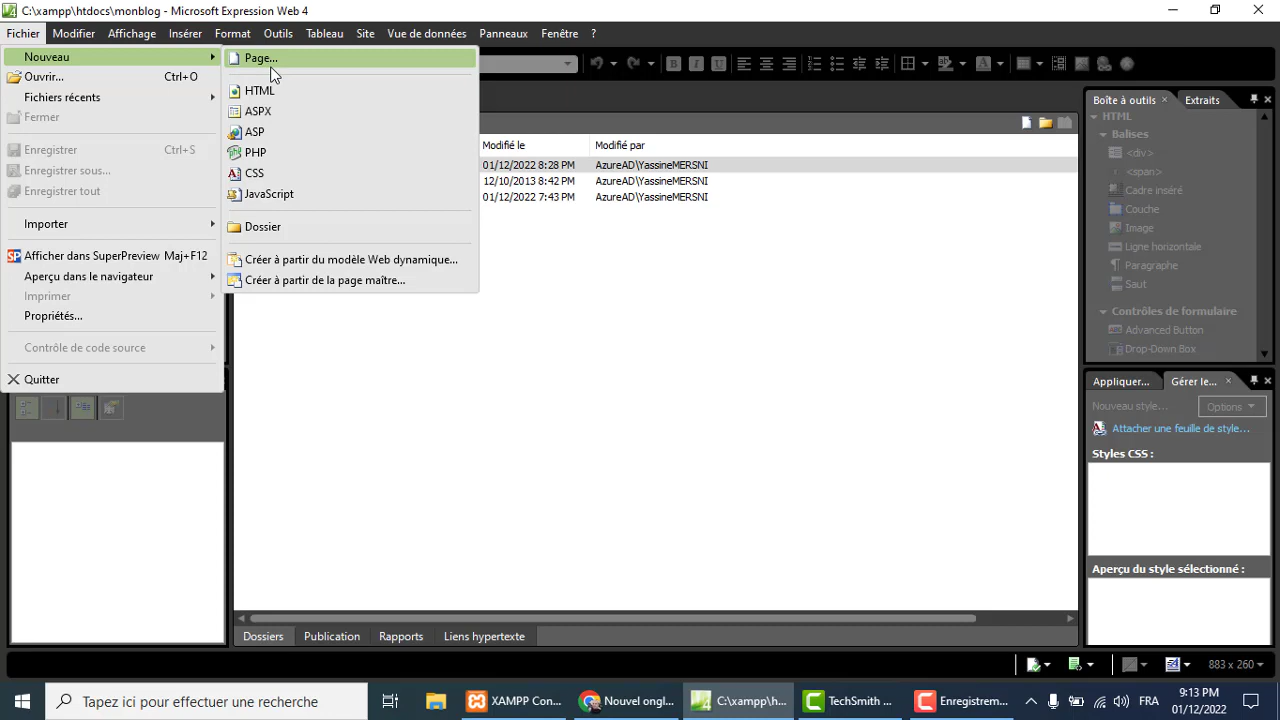 C:\xampp\htdocs\monblog - Microsoft Expression Web 4
Fichier Modifier Affichage Insérer Format Outils Tableau Site Vue de données Panneaux Fenêtre ?
Nouveau
Ouvrir... Ctrl+O
Fichiers récents
Fermer
Enregistrer Ctrl+S
Enregistrer sous...
Enregistrer tout
Importer
Afficher dans SuperPreview Maj+F12
Aperçu dans le navigateur
Imprimer
Propriétés...
Contrôle de code source
Quitter
Page...
HTML
ASPX
ASP
PHP
CSS
JavaScript
Dossier
Créer à partir du modèle Web dynamique...
Créer à partir de la page maître...
Modifié le Modifié par
01/12/2022 8:28 PM AzureAD\YassineMERSNI
12/10/2013 8:42 PM AzureAD\YassineMERSNI
01/12/2022 7:43 PM AzureAD\YassineMERSNI
Dossiers Publication Rapports Liens hypertexte
Boîte à outils Extraits
HTML
Balises
<div>
<span>
Cadre inséré
Couche
Image
Ligne horizontale
Paragraphe
Saut
Contrôles de formulaire
Advanced Button
Drop-Down Box
Appliquer... Gérer le...
Nouveau style... Options
Attacher une feuille de style...
Styles CSS :
Aperçu du style sélectionné :
883 x 260
Tapez ici pour effectuer une recherche
XAMPP Con...
Nouvel ongl...
C:\xampp\h...
TechSmith ...
Enregistrem...
FRA
9:13 PM
01/12/2022